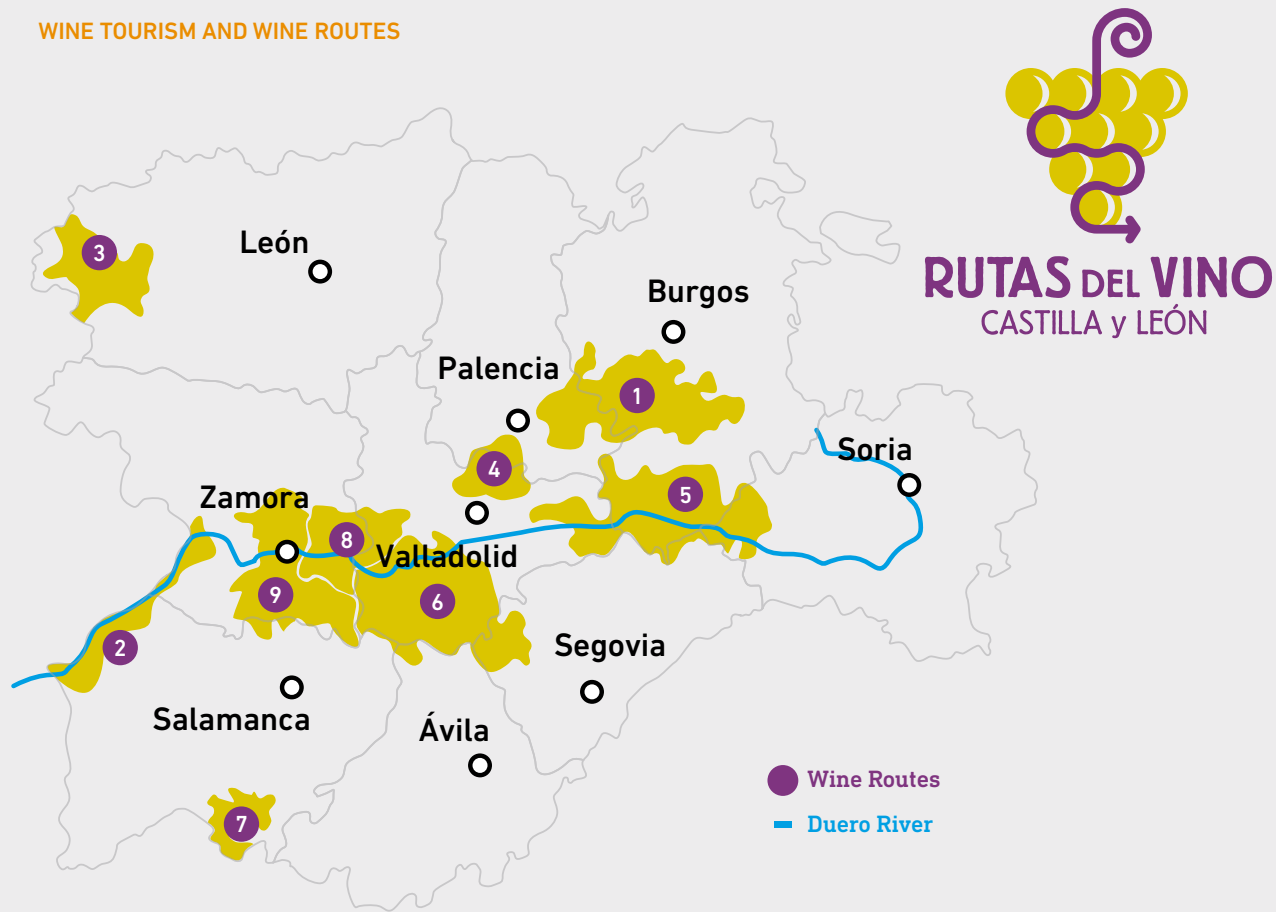 WINE TOURISM AND WINE ROUTES
RUTAS DEL VINO
CASTILLA y LEÓN
3
León
Burgos
Palencia
1
Soria
4
Zamora
5
8
Valladolid
9
6
2
Segovia
Salamanca
Ávila
7
Wine Routes
Duero River